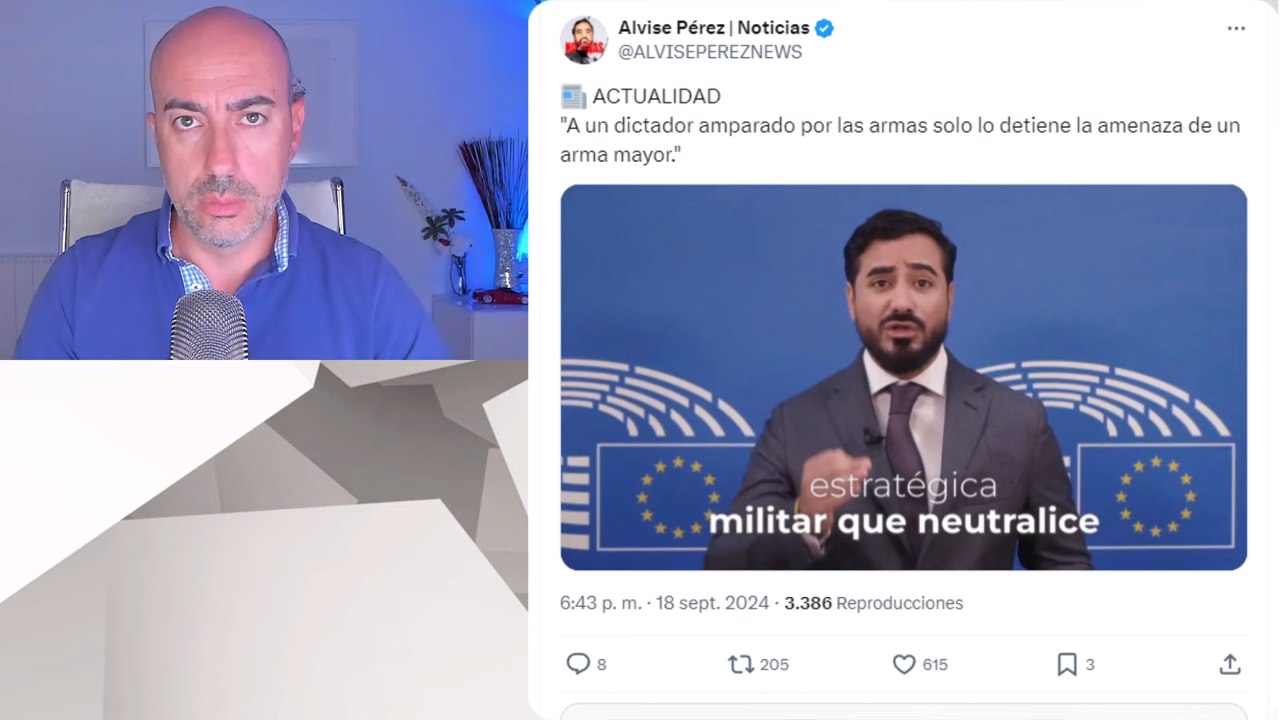 Alvise Pérez | Noticias
@ALVISEPEREZNEWS
ACTUALIDAD
"A un dictador amparado por las armas solo lo detiene la amenaza de un
arma mayor."
estratégica
militar que neutralice
6:43 p. m. · 18 sept. 2024 · 3.386 Reproducciones
8
205
615
3